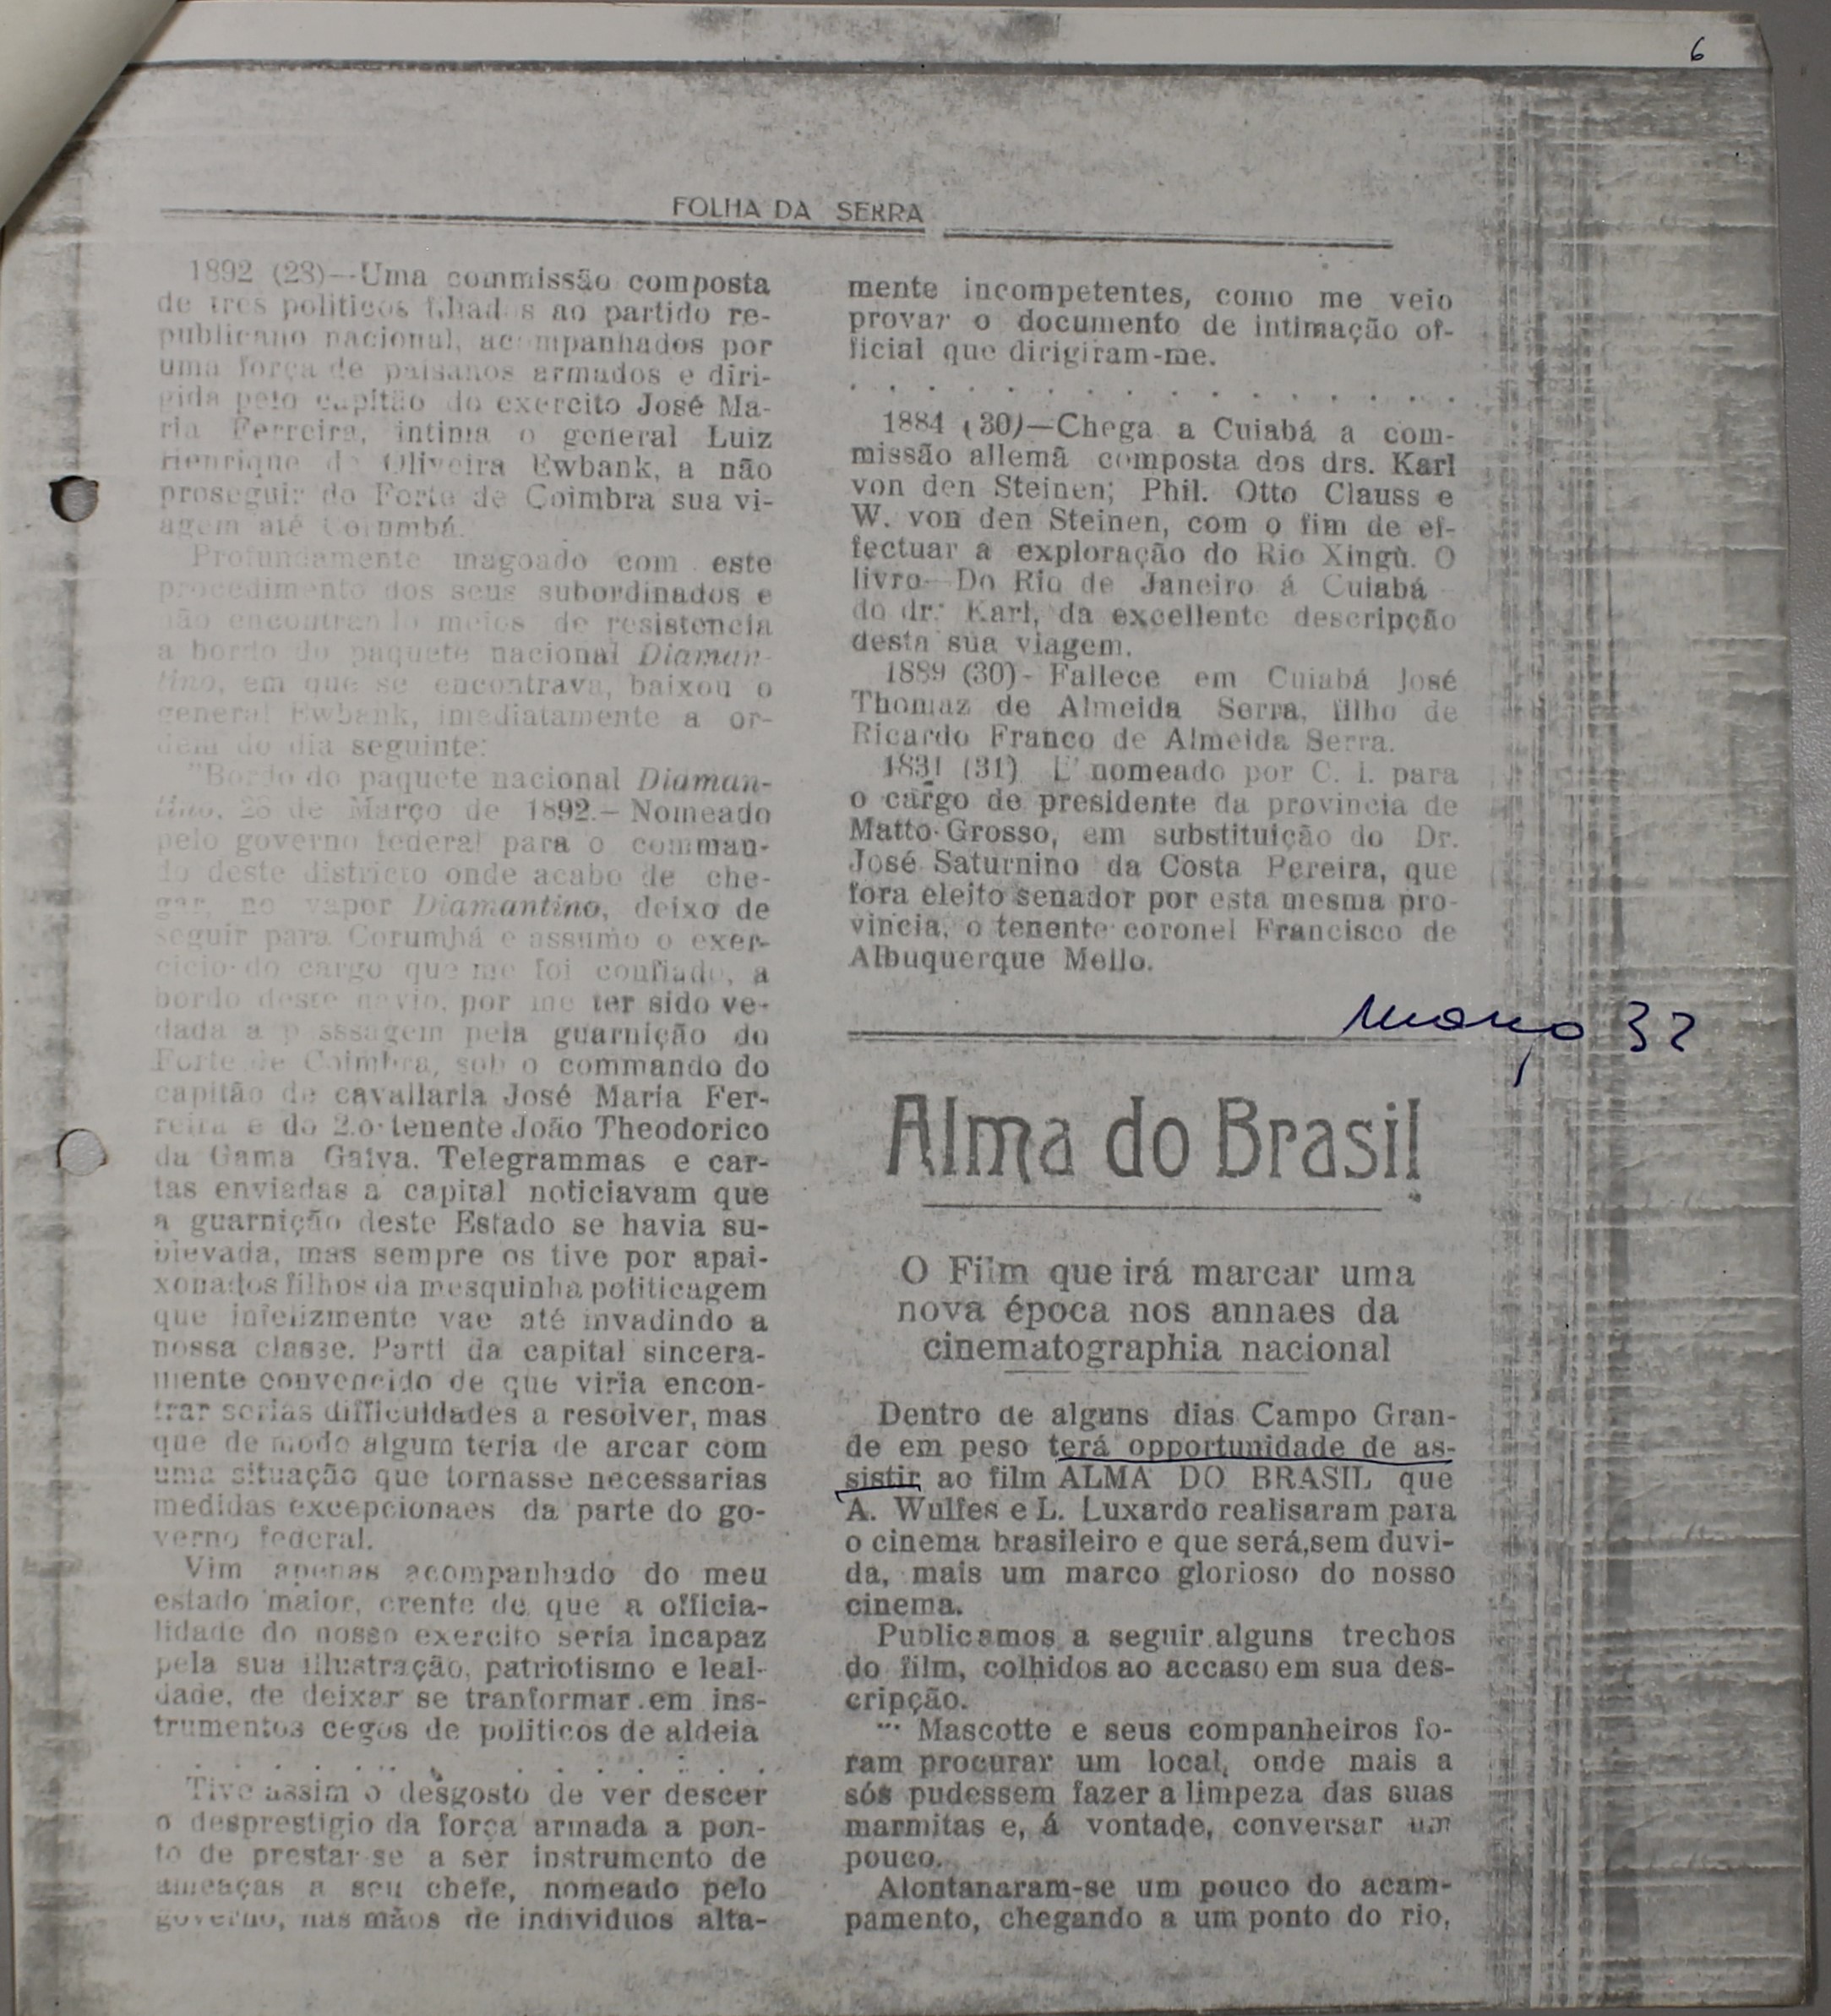 6
FOLHA DA SERRA
1892 (28)—Uma commissão composta
de tres politicos filhados ao partido re-
publicano nacional, acompanhados por
uma força de paisanos armados e diri-
gida pelo capitão do exercito José Ma-
ria Ferreira, intima o general Luiz
Henrique de Oliveira Ewbank, a não
proseguir do Forte de Coimbra sua vi-
agem até Corumbá.
Profundamente magoado com este
procedimento dos seus subordinados e
não encontrando meios de resistencia
a bordo do paquete nacional Diaman-
tino, em que se encontrava, baixou o
general Ewbank, imediatamente a or-
dem do dia seguinte:
"Bordo do paquete nacional Diaman-
tino, 28 de Março de 1892.—Nomeado
pelo governo federal para o comman-
do deste districto onde acabo de che-
gar, no vapor Diamantino, deixo de
seguir para Corumbá e assumo o exer-
cicio do cargo que me foi confiado, a
bordo deste navio, por me ter sido ve-
dada a passsagem pela guarnição do
Forte de Coimbra, sob o commando do
capitão de cavallaria José Maria Fer-
reira e do 2.o tenente João Theodorico
da Gama Gaiva. Telegrammas e car-
tas enviadas a capital noticiavam que
a guarnição deste Estado se havia su-
blevada, mas sempre os tive por apai-
xonados filhos da mesquinha politicagem
que infelizmente vae até invadindo a
nossa classe. Parti da capital sincera-
mente convencido de que viria encon-
trar serias difficuldades a resolver, mas
que de modo algum teria de arcar com
uma situação que tornasse necessarias
medidas excepcionaes da parte do go-
verno federal.
Vim apenas acompanhado do meu
estado maior, crente de que a officia-
lidade do nosso exercito seria incapaz
pela sua illustração, patriotismo e leal-
dade, de deixar se tranformar em ins-
trumentos cegos de politicos de aldeia
. . . . . . . . . . . . . . .
Tive assim o desgosto de ver descer
o desprestigio da força armada a pon-
to de prestar-se a ser instrumento de
ameaças a seu chefe, nomeado pelo
governo, nas mãos de individuos alta-
mente incompetentes, como me veio
provar o documento de intimação of-
ficial que dirigiram-me.
. . . . . . . . . . . . . . .
1884 (30)—Chega a Cuiabá a com-
missão allemã composta dos drs. Karl
von den Steinen; Phil. Otto Clauss e
W. von den Steinen, com o fim de ef-
fectuar a exploração do Rio Xingù. O
livro—Do Rio de Janeiro á Cuiabá—
do dr. Karl, da excellente descripção
desta sua viagem.
1889 (30)- Fallece em Cuiabá José
Thomaz de Almeida Serra, filho de
Ricardo Franco de Almeida Serra.
1831 (31) E' nomeado por C. I. para
o cargo de presidente da provincia de
Matto-Grosso, em substituição do Dr.
José Saturnino da Costa Pereira, que
fora eleito senador por esta mesma pro-
vincia, o tenente-coronel Francisco de
Albuquerque Mello.
Março 32
Alma do Brasil
O Film que irá marcar uma
nova época nos annaes da
cinematographia nacional
Dentro de alguns dias Campo Gran-
de em peso terá opportunidade de as-
sistir ao film ALMA DO BRASIL que
A. Wulfes e L. Luxardo realisaram para
o cinema brasileiro e que será,sem duvi-
da, mais um marco glorioso do nosso
cinema.
Publicamos a seguir alguns trechos
do film, colhidos ao accaso em sua des-
cripção.
"· Mascotte e seus companheiros fo-
ram procurar um local, onde mais a
sós pudessem fazer a limpeza das suas
marmitas e, á vontade, conversar um
pouco.
Alontanaram-se um pouco do acam-
pamento, chegando a um ponto do rio,